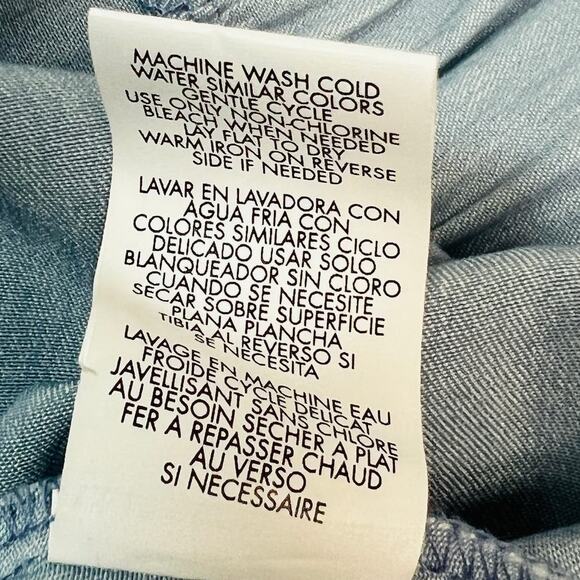 MACHINE WASH COLD
WATER SIMILAR COLORS
GENTLE CYCLE
USE ONLY NON-CHLORINE
BLEACH WHEN NEEDED
LAY FLAT TO DRY
WARM IRON ON REVERSE
SIDE IF NEEDED
LAVAR EN LAVADORA CON
AGUA FRIA CON
COLORES SIMILARES CICLO
DELICADO USAR SOLO
BLANQUEADOR SIN CLORO
CUANDO SE NECESITE
SECAR SOBRE SUPERFICIE
PLANA PLANCHA
TIBIA AL REVERSO SI
SE NECESITA
LAVAGE EN MACHINE EAU
FROIDE CYCLE DELICAT
JAVELLISANT SANS CHLORE
AU BESOIN SECHER A PLAT
FER A REPASSER CHAUD
AU VERSO
SI NECESSAIRE